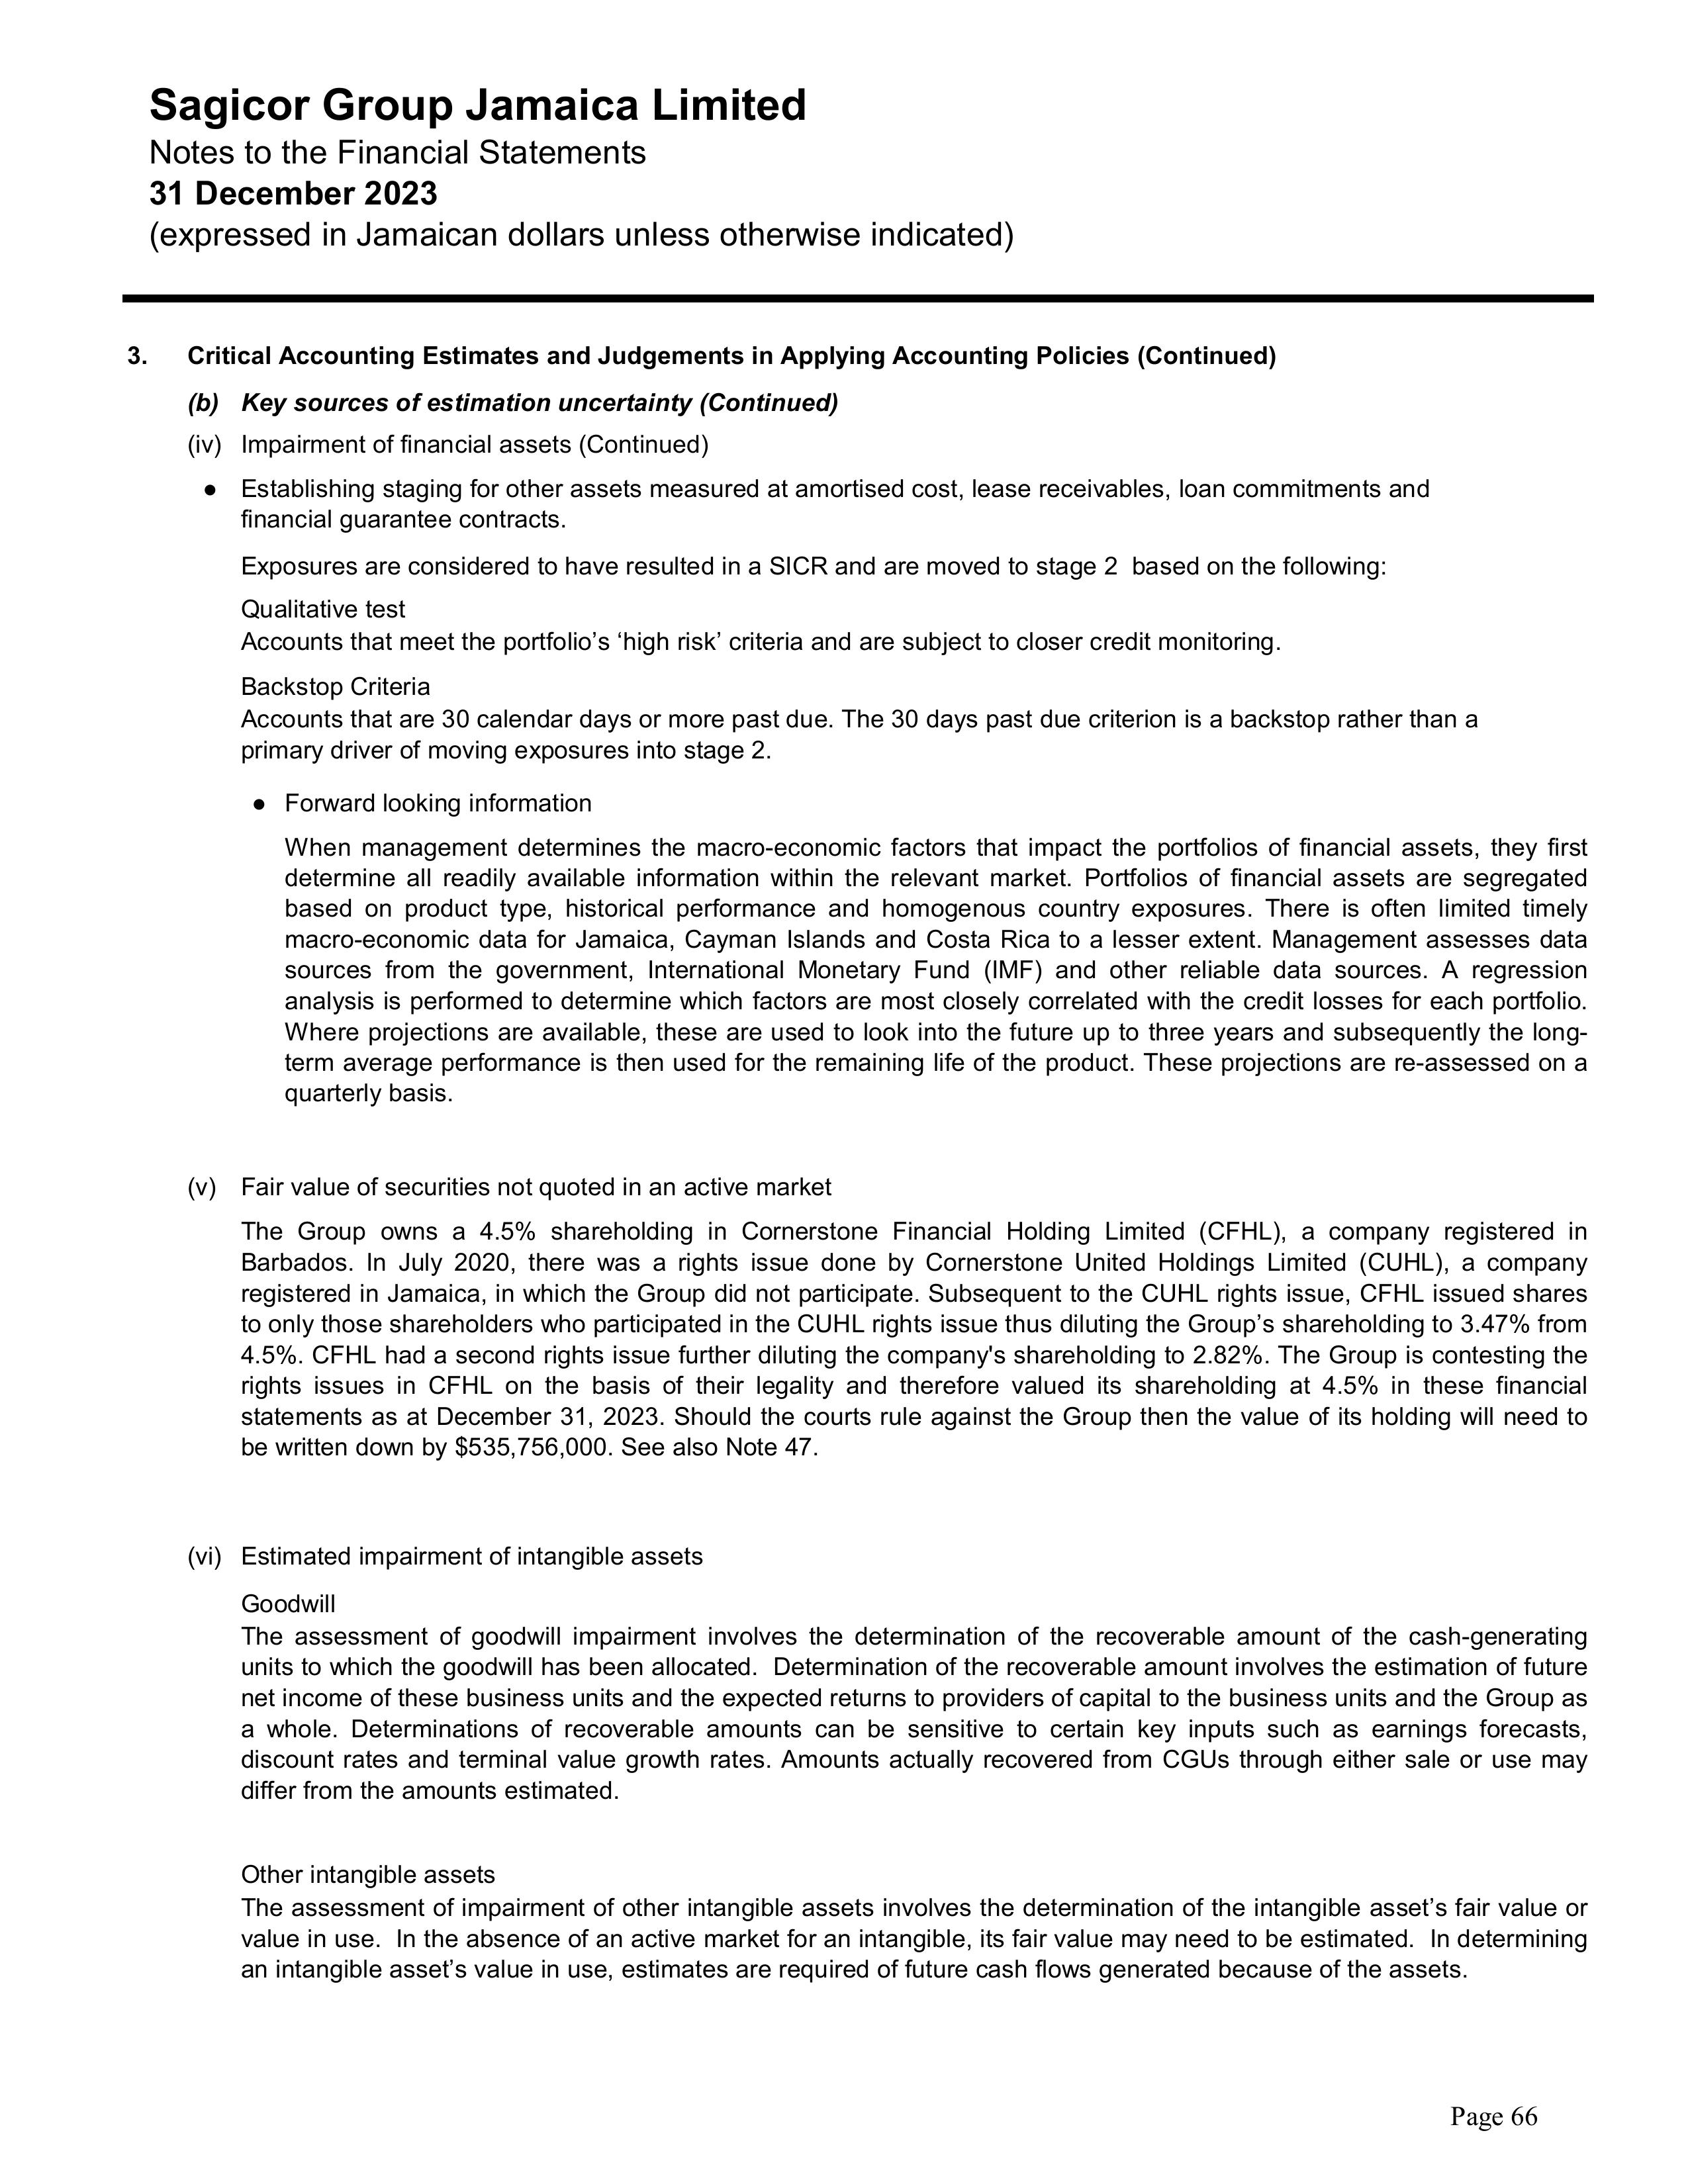 Sagicor Group Jamaica Limited
Notes to the Financial Statements
31 December 2023
(expressed in Jamaican dollars unless otherwise indicated)
3. Critical Accounting Estimates and Judgements in Applying Accounting Policies (Continued)
(b) Key sources of estimation uncertainty (Continued)
(iv) Impairment of financial assets (Continued)
● Establishing staging for other assets measured at amortised cost, lease receivables, loan commitments and
financial guarantee contracts.
Exposures are considered to have resulted in a SICR and are moved to stage 2 based on the following:
Qualitative test
Accounts that meet the portfolio’s ‘high risk’ criteria and are subject to closer credit monitoring.
Backstop Criteria
Accounts that are 30 calendar days or more past due. The 30 days past due criterion is a backstop rather than a
primary driver of moving exposures into stage 2.
● Forward looking information
When management determines the macro-economic factors that impact the portfolios of financial assets, they first
determine all readily available information within the relevant market. Portfolios of financial assets are segregated
based on product type, historical performance and homogenous country exposures. There is often limited timely
macro-economic data for Jamaica, Cayman Islands and Costa Rica to a lesser extent. Management assesses data
sources from the government, International Monetary Fund (IMF) and other reliable data sources. A regression
analysis is performed to determine which factors are most closely correlated with the credit losses for each portfolio.
Where projections are available, these are used to look into the future up to three years and subsequently the long-
term average performance is then used for the remaining life of the product. These projections are re-assessed on a
quarterly basis.
(v) Fair value of securities not quoted in an active market
The Group owns a 4.5% shareholding in Cornerstone Financial Holding Limited (CFHL), a company registered in
Barbados. In July 2020, there was a rights issue done by Cornerstone United Holdings Limited (CUHL), a company
registered in Jamaica, in which the Group did not participate. Subsequent to the CUHL rights issue, CFHL issued shares
to only those shareholders who participated in the CUHL rights issue thus diluting the Group’s shareholding to 3.47% from
4.5%. CFHL had a second rights issue further diluting the company's shareholding to 2.82%. The Group is contesting the
rights issues in CFHL on the basis of their legality and therefore valued its shareholding at 4.5% in these financial
statements as at December 31, 2023. Should the courts rule against the Group then the value of its holding will need to
be written down by $535,756,000. See also Note 47.
(vi) Estimated impairment of intangible assets
Goodwill
The assessment of goodwill impairment involves the determination of the recoverable amount of the cash-generating
units to which the goodwill has been allocated. Determination of the recoverable amount involves the estimation of future
net income of these business units and the expected returns to providers of capital to the business units and the Group as
a whole. Determinations of recoverable amounts can be sensitive to certain key inputs such as earnings forecasts,
discount rates and terminal value growth rates. Amounts actually recovered from CGUs through either sale or use may
differ from the amounts estimated.
Other intangible assets
The assessment of impairment of other intangible assets involves the determination of the intangible asset’s fair value or
value in use. In the absence of an active market for an intangible, its fair value may need to be estimated. In determining
an intangible asset’s value in use, estimates are required of future cash flows generated because of the assets.
Page 66